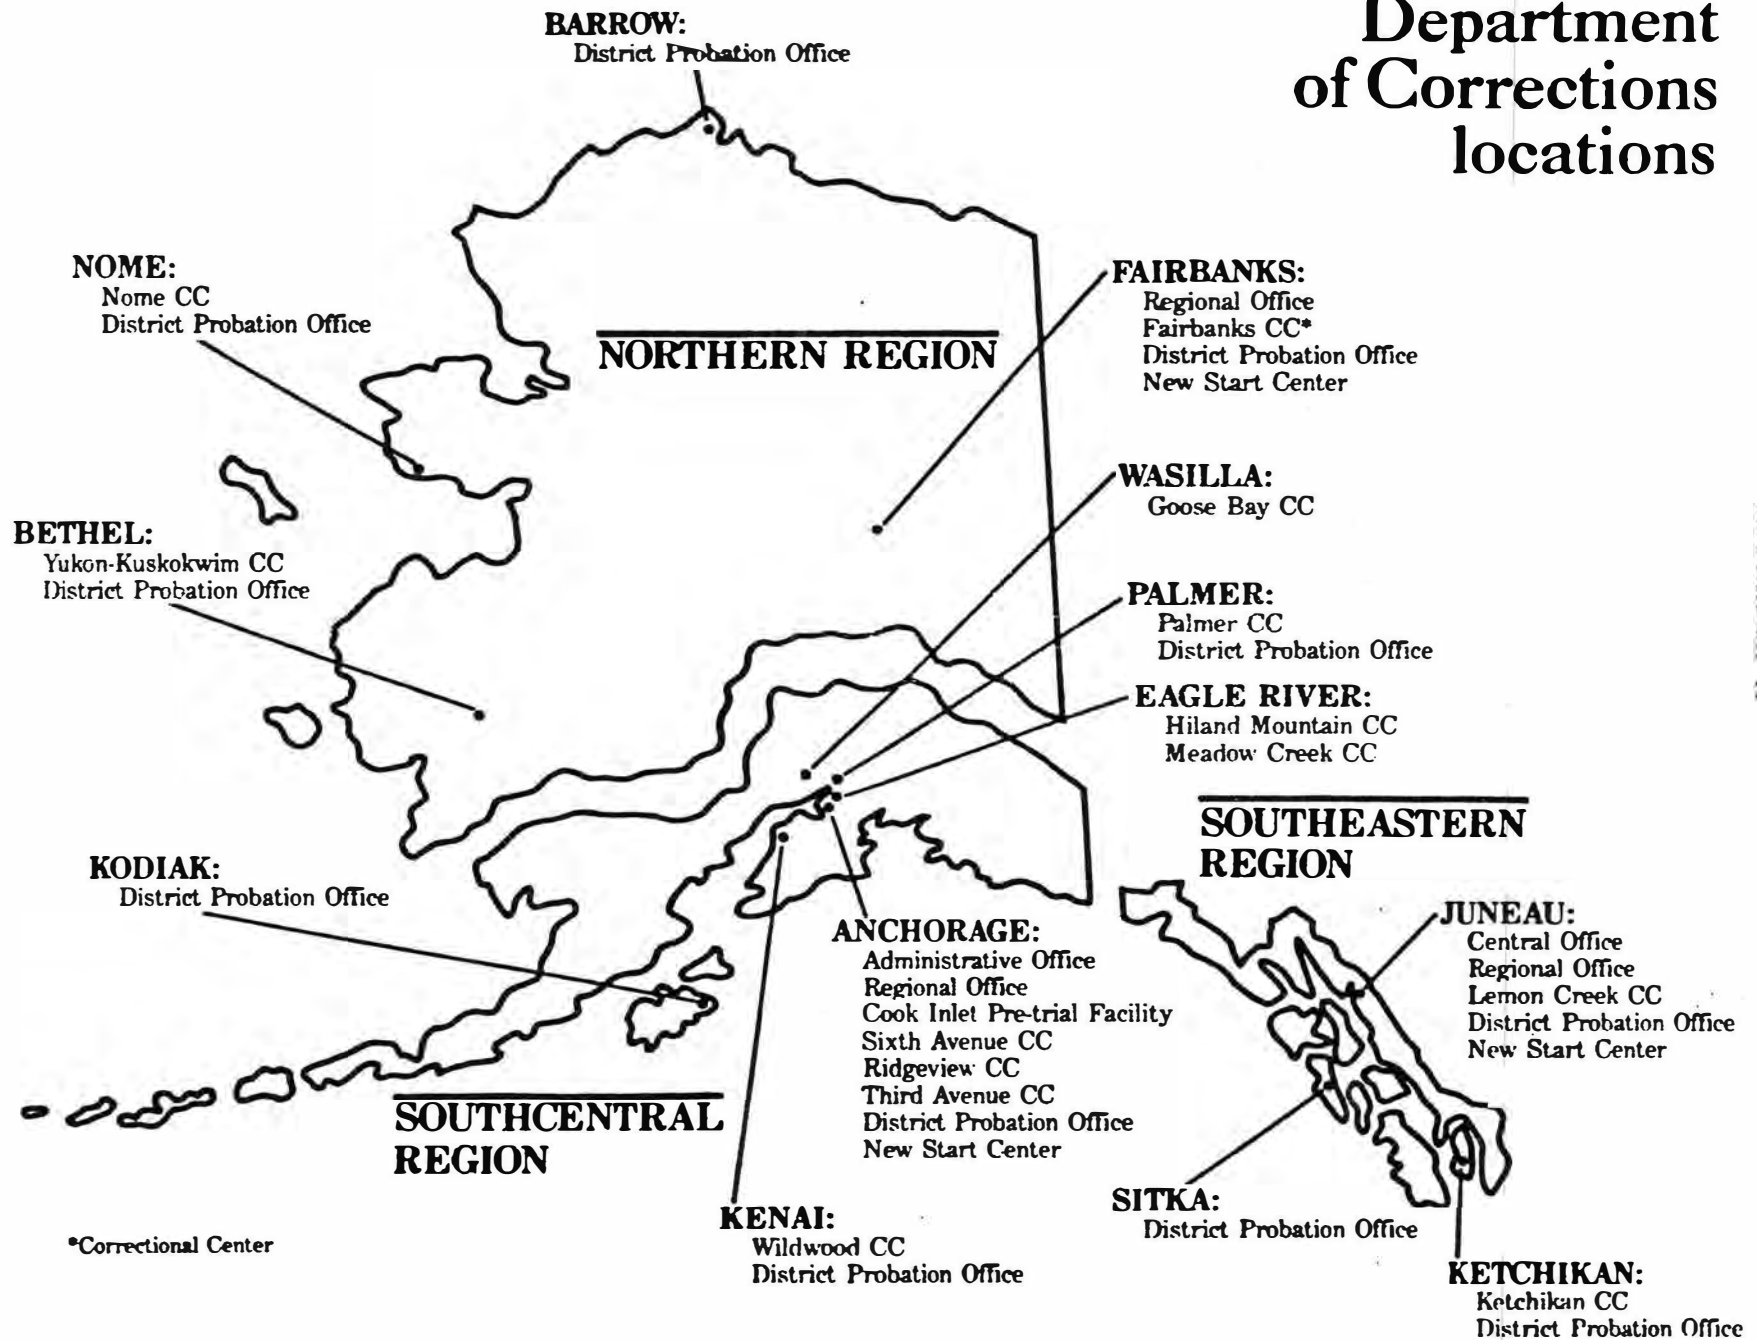 Department
of Corrections
locations
BARROW:
District Probation Office
NOME:
Nome CC
District Probation Office
FAIRBANKS:
Regional Office
Fairbanks CC*
District Probation Office
New Start Center
NORTHERN REGION
WASILLA:
Goose Bay CC
BETHEL:
Yukon-Kuskokwim CC
District Probation Office
PALMER:
Palmer CC
District Probation Office
EAGLE RIVER:
Hiland Mountain CC
Meadow Creek CC
SOUTHEASTERN
REGION
KODIAK:
District Probation Office
JUNEAU:
Central Office
Regional Office
Lemon Creek CC
District Probation Office
New Start Center
ANCHORAGE:
Administrative Office
Regional Office
Cook Inlet Pre-trial Facility
Sixth Avenue CC
Ridgeview CC
Third Avenue CC
District Probation Office
New Start Center
SOUTHCENTRAL
REGION
SITKA:
District Probation Office
KENAI:
Wildwood CC
District Probation Office
*Correctional Center
KETCHIKAN:
Ketchikan CC
District Probation Office